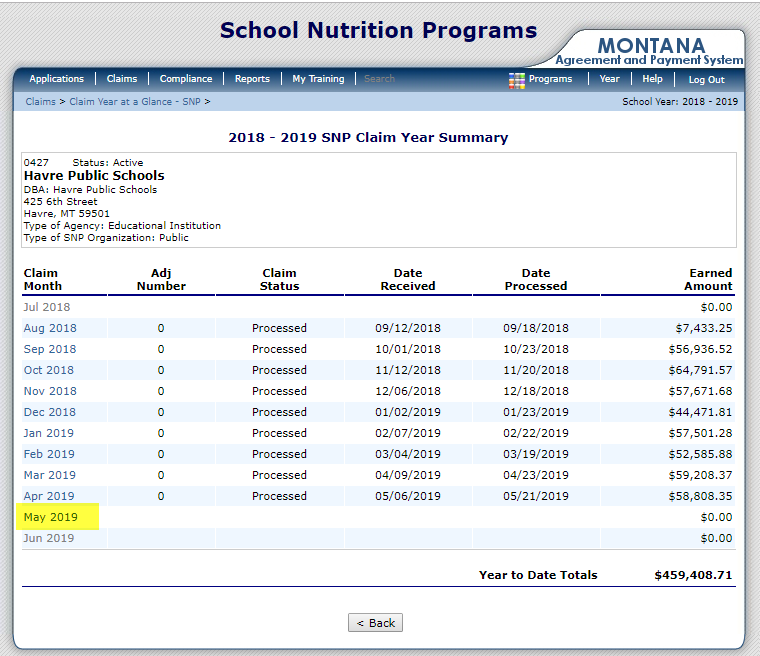 School Nutrition Programs
MONTANA
Agreement and Payment System
Applications | Claims | Compliance | Reports | My Training | Search Programs | Year | Help | Log Out
Claims > Claim Year at a Glance - SNP > School Year: 2018 - 2019
2018 - 2019 SNP Claim Year Summary
0427 Status: Active
Havre Public Schools
DBA: Havre Public Schools
425 6th Street
Havre, MT 59501
Type of Agency: Educational Institution
Type of SNP Organization: Public
Claim Month Adj Number Claim Status Date Received Date Processed Earned Amount
Jul 2018 $0.00
Aug 2018 0 Processed 09/12/2018 09/18/2018 $7,433.25
Sep 2018 0 Processed 10/01/2018 10/23/2018 $56,936.52
Oct 2018 0 Processed 11/12/2018 11/20/2018 $64,791.57
Nov 2018 0 Processed 12/06/2018 12/18/2018 $57,671.68
Dec 2018 0 Processed 01/02/2019 01/23/2019 $44,471.81
Jan 2019 0 Processed 02/07/2019 02/22/2019 $57,501.28
Feb 2019 0 Processed 03/04/2019 03/19/2019 $52,585.88
Mar 2019 0 Processed 04/09/2019 04/23/2019 $59,208.37
Apr 2019 0 Processed 05/06/2019 05/21/2019 $58,808.35
May 2019 $0.00
Jun 2019 $0.00
Year to Date Totals $459,408.71
< Back